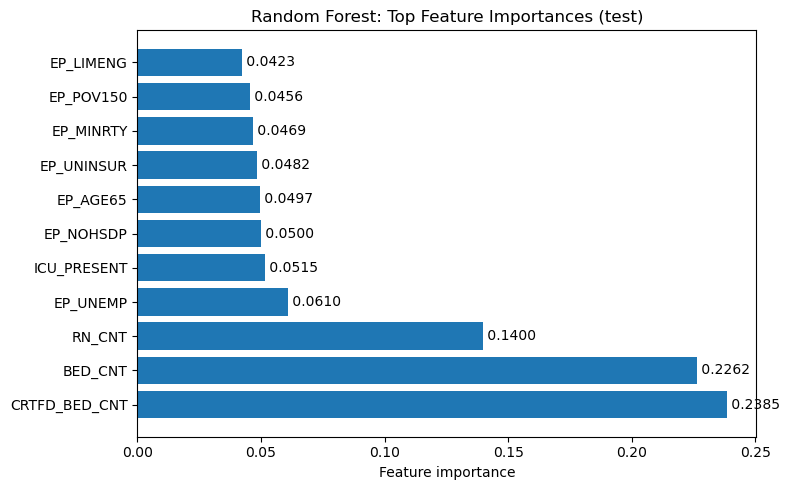 Random Forest: Top Feature Importances (test)
EP_LIMENG 0.0423
EP_POV150 0.0456
EP_MINRTY 0.0469
EP_UNINSUR 0.0482
EP_AGE65 0.0497
EP_NOHSDP 0.0500
ICU_PRESENT 0.0515
EP_UNEMP 0.0610
RN_CNT 0.1400
BED_CNT 0.2262
CRTFD_BED_CNT 0.2385
0.00 0.05 0.10 0.15 0.20 0.25
Feature importance